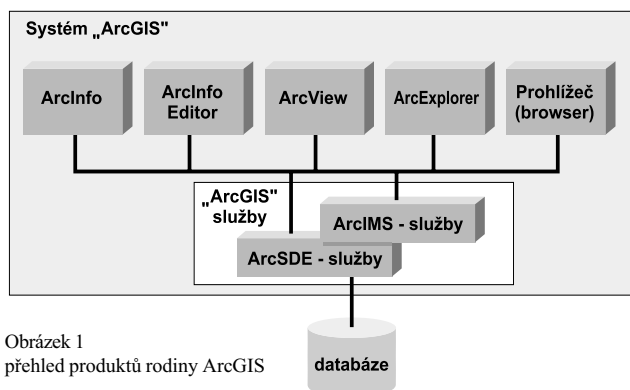 Systém „ArcGIS"
ArcInfo
ArcInfo
Editor
ArcView
ArcExplorer
Prohlížeč
(browser)
„ArcGIS"
služby
ArcIMS - služby
ArcSDE - služby
databáze
Obrázek 1
přehled produktů rodiny ArcGIS